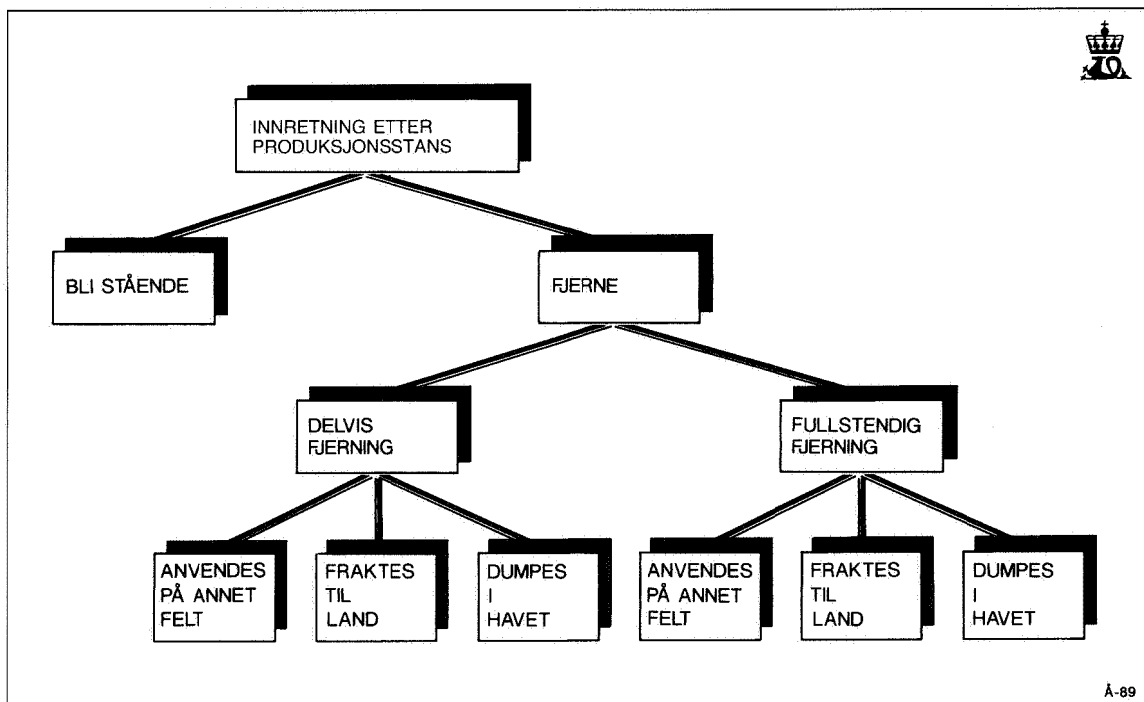 INNRETNING ETTER
PRODUKSJONSSTANS
BLI STÅENDE
FJERNE
DELVIS
FJERNING
FULLSTENDIG
FJERNING
ANVENDES
PÅ ANNET
FELT
FRAKTES
TIL
LAND
DUMPES
I
HAVET
ANVENDES
PÅ ANNET
FELT
FRAKTES
TIL
LAND
DUMPES
I
HAVET
Å-89